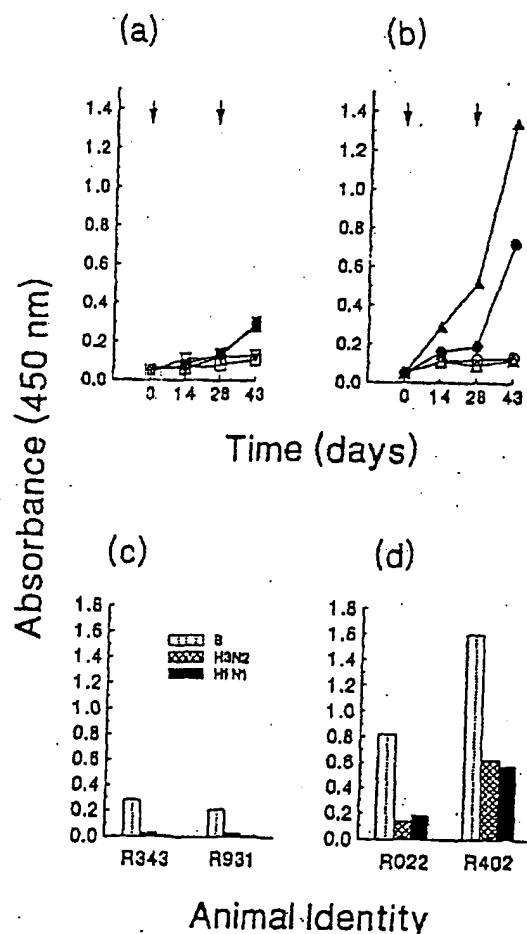 (a) (b)
1.4 1.4
1.2 1.2
1.0 1.0
0.8 0.8
0.6 0.6
0.4 0.4
0.2 0.2
0.0 0.0
0 14 28 43 0 14 28 43
Time (days)
Absorbance (450 nm)
(c) (d)
1.8 1.8
1.6 1.6
1.4 1.4
1.2 1.2
1.0 1.0
0.8 0.8
0.6 0.6
0.4 0.4
0.2 0.2
0.0 0.0
B
H3N2
H1N1
R343 R931 R022 R402
Animal Identity